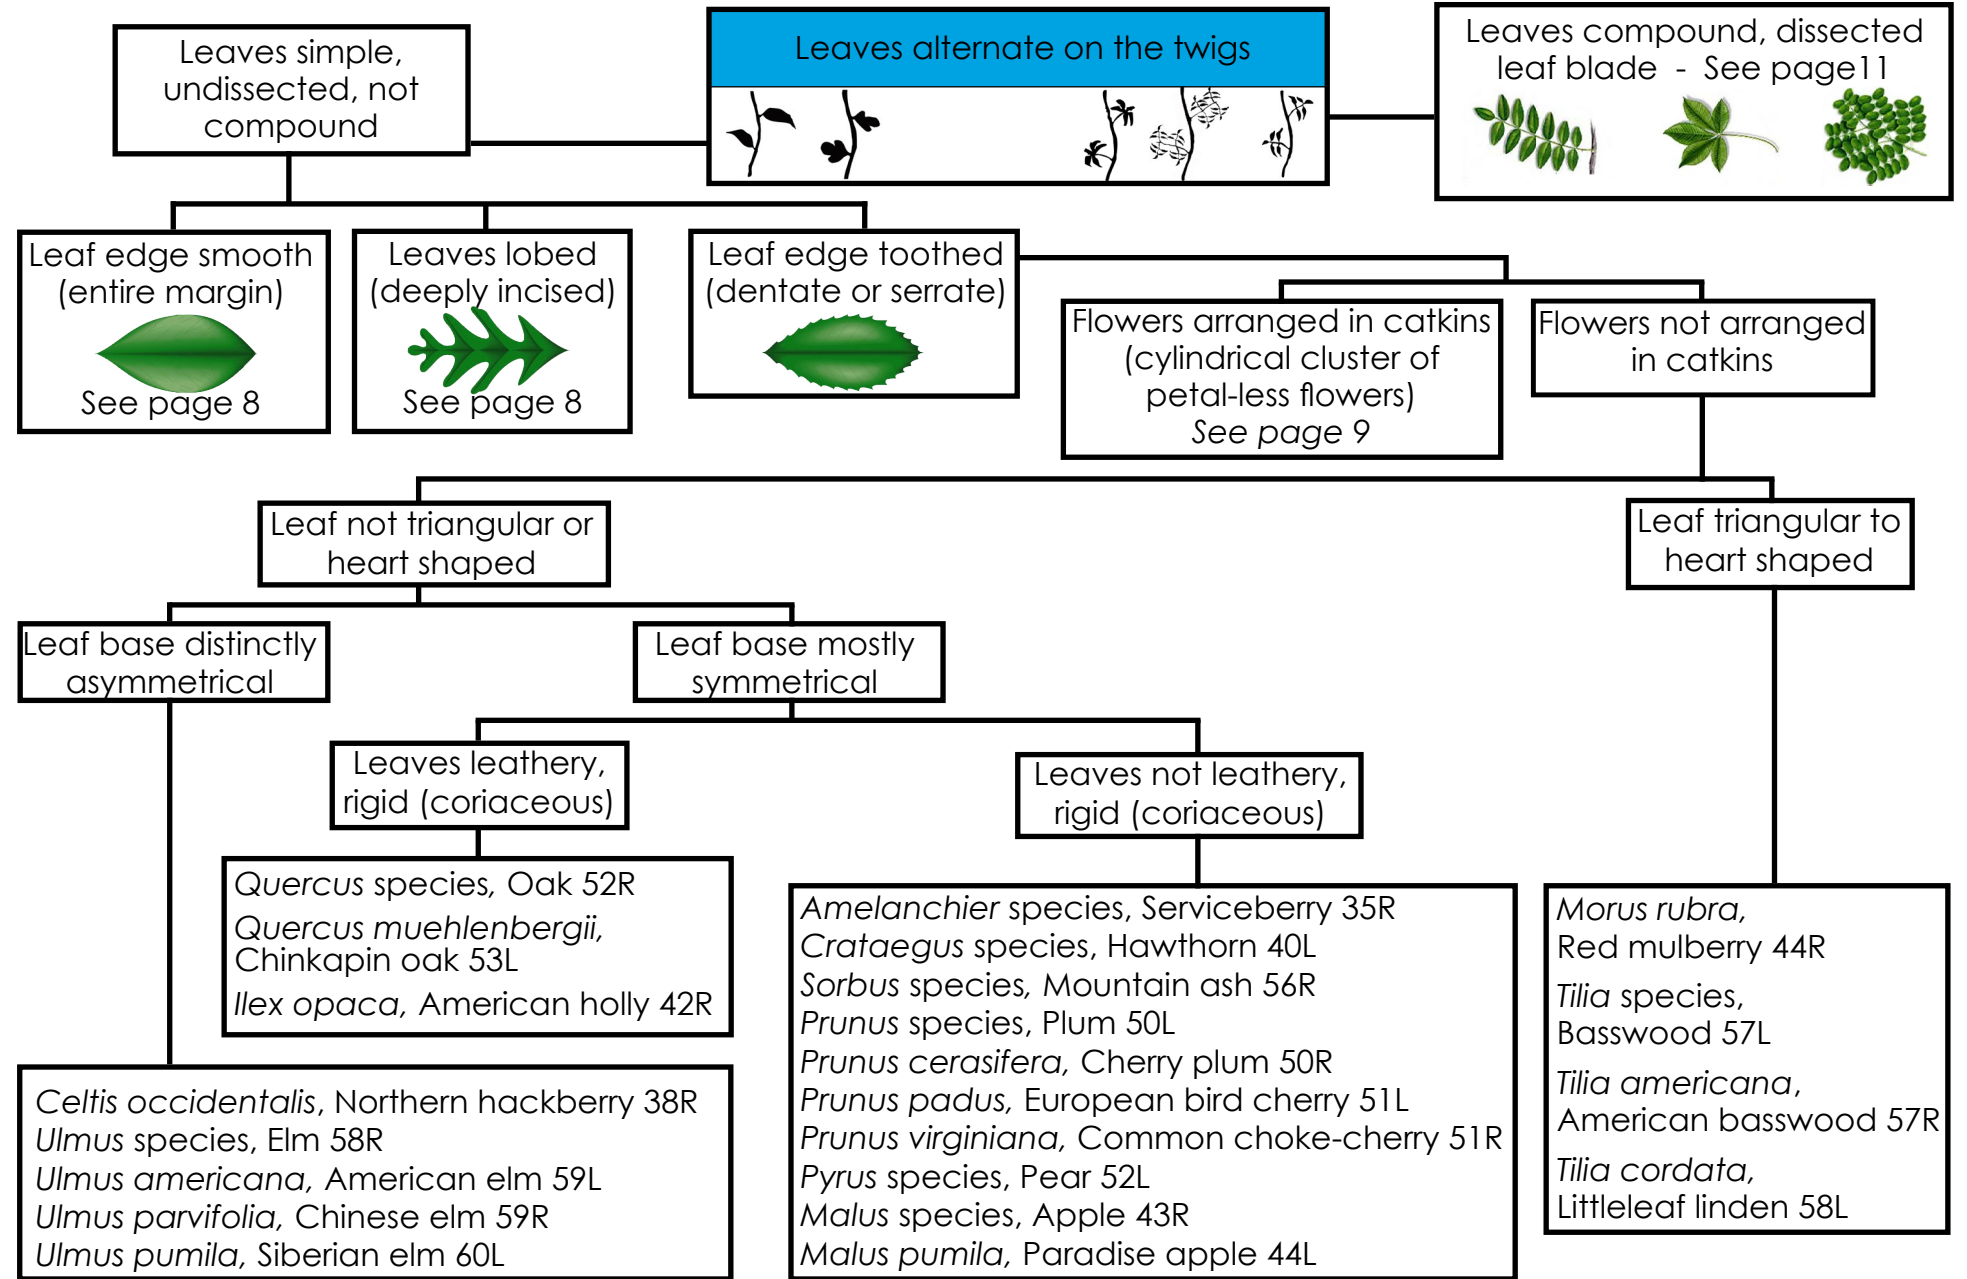 Leaves simple,
undissected, not
compound
Leaves alternate on the twigs
Leaves compound, dissected
leaf blade - See page11
Leaf edge smooth
(entire margin)
See page 8
Leaves lobed
(deeply incised)
See page 8
Leaf edge toothed
(dentate or serrate)
Flowers arranged in catkins
(cylindrical cluster of
petal-less flowers)
See page 9
Flowers not arranged
in catkins
Leaf not triangular or
heart shaped
Leaf triangular to
heart shaped
Leaf base distinctly
asymmetrical
Leaf base mostly
symmetrical
Leaves leathery,
rigid (coriaceous)
Leaves not leathery,
rigid (coriaceous)
Quercus species, Oak 52R
Quercus muehlenbergii,
Chinkapin oak 53L
Ilex opaca, American holly 42R
Celtis occidentalis, Northern hackberry 38R
Ulmus species, Elm 58R
Ulmus americana, American elm 59L
Ulmus parvifolia, Chinese elm 59R
Ulmus pumila, Siberian elm 60L
Amelanchier species, Serviceberry 35R
Crataegus species, Hawthorn 40L
Sorbus species, Mountain ash 56R
Prunus species, Plum 50L
Prunus cerasifera, Cherry plum 50R
Prunus padus, European bird cherry 51L
Prunus virginiana, Common choke-cherry 51R
Pyrus species, Pear 52L
Malus species, Apple 43R
Malus pumila, Paradise apple 44L
Morus rubra,
Red mulberry 44R
Tilia species,
Basswood 57L
Tilia americana,
American basswood 57R
Tilia cordata,
Littleleaf linden 58L